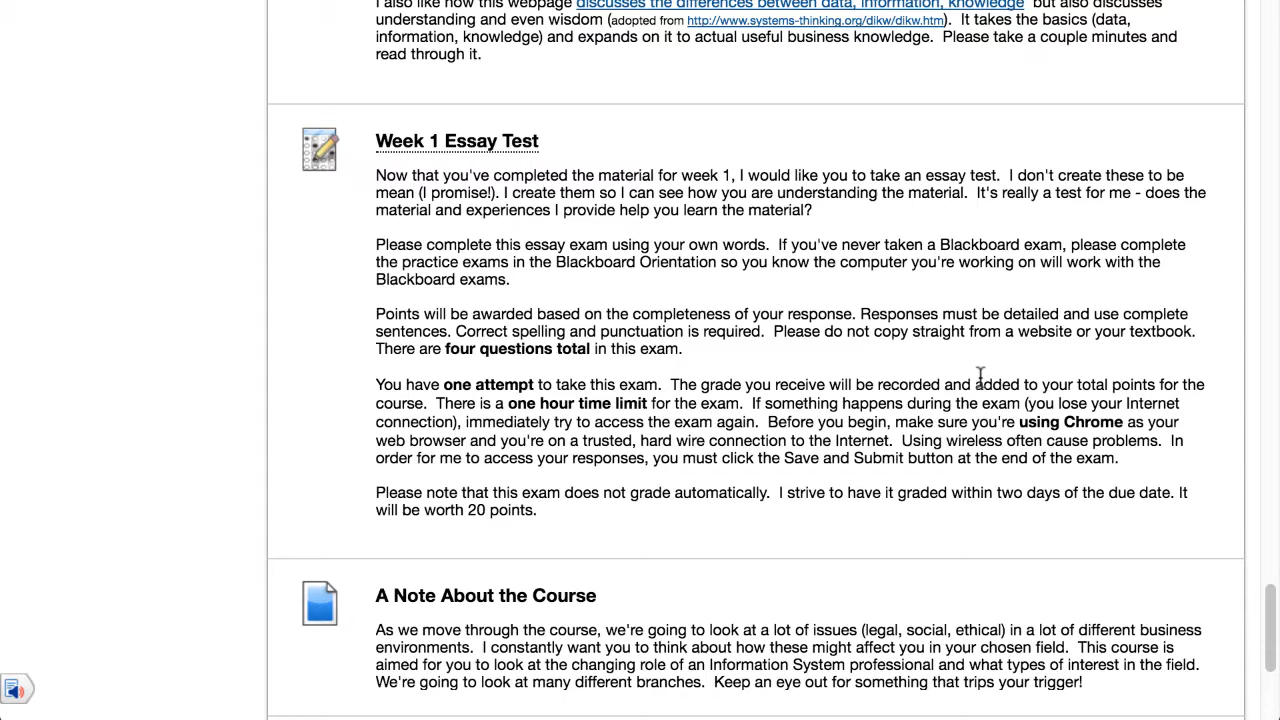 I also like how this webpage discusses the differences between data, information, knowledge but also discusses
understanding and even wisdom (adopted from http://www.systems-thinking.org/dikw/dikw.htm). It takes the basics (data,
information, knowledge) and expands on it to actual useful business knowledge. Please take a couple minutes and
read through it.
Week 1 Essay Test
Now that you've completed the material for week 1, I would like you to take an essay test. I don't create these to be
mean (I promise!). I create them so I can see how you are understanding the material. It's really a test for me - does the
material and experiences I provide help you learn the material?
Please complete this essay exam using your own words. If you've never taken a Blackboard exam, please complete
the practice exams in the Blackboard Orientation so you know the computer you're working on will work with the
Blackboard exams.
Points will be awarded based on the completeness of your response. Responses must be detailed and use complete
sentences. Correct spelling and punctuation is required. Please do not copy straight from a website or your textbook.
There are four questions total in this exam.
You have one attempt to take this exam. The grade you receive will be recorded and added to your total points for the
course. There is a one hour time limit for the exam. If something happens during the exam (you lose your Internet
connection), immediately try to access the exam again. Before you begin, make sure you're using Chrome as your
web browser and you're on a trusted, hard wire connection to the Internet. Using wireless often cause problems. In
order for me to access your responses, you must click the Save and Submit button at the end of the exam.
Please note that this exam does not grade automatically. I strive to have it graded within two days of the due date. It
will be worth 20 points.
A Note About the Course
As we move through the course, we're going to look at a lot of issues (legal, social, ethical) in a lot of different business
environments. I constantly want you to think about how these might affect you in your chosen field. This course is
aimed for you to look at the changing role of an Information System professional and what types of interest in the field.
We're going to look at many different branches. Keep an eye out for something that trips your trigger!